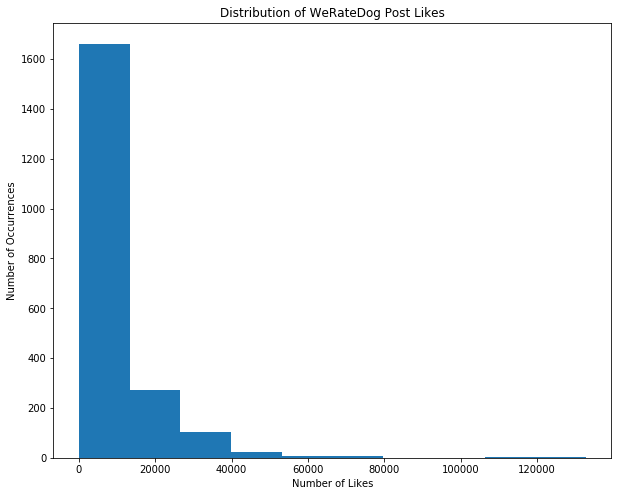 Distribution of WeRateDog Post Likes
1600
1400
1200
1000
800
600
400
200
0
Number of Occurrences
0 20000 40000 60000 80000 100000 120000
Number of Likes